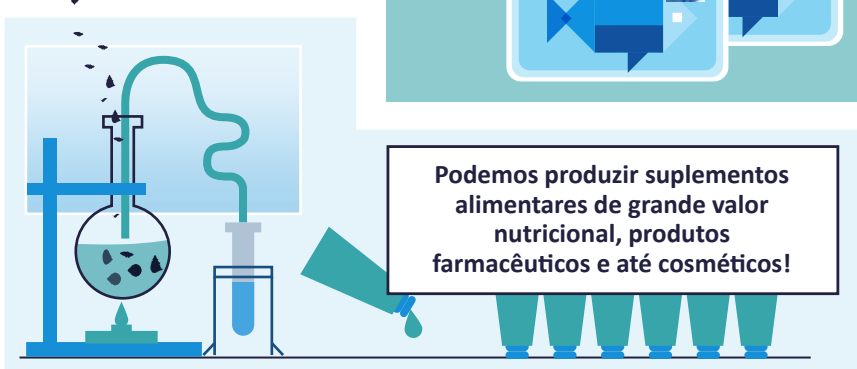 Podemos produzir suplementos
alimentares de grande valor
nutricional, produtos
farmacêuticos e até cosméticos!